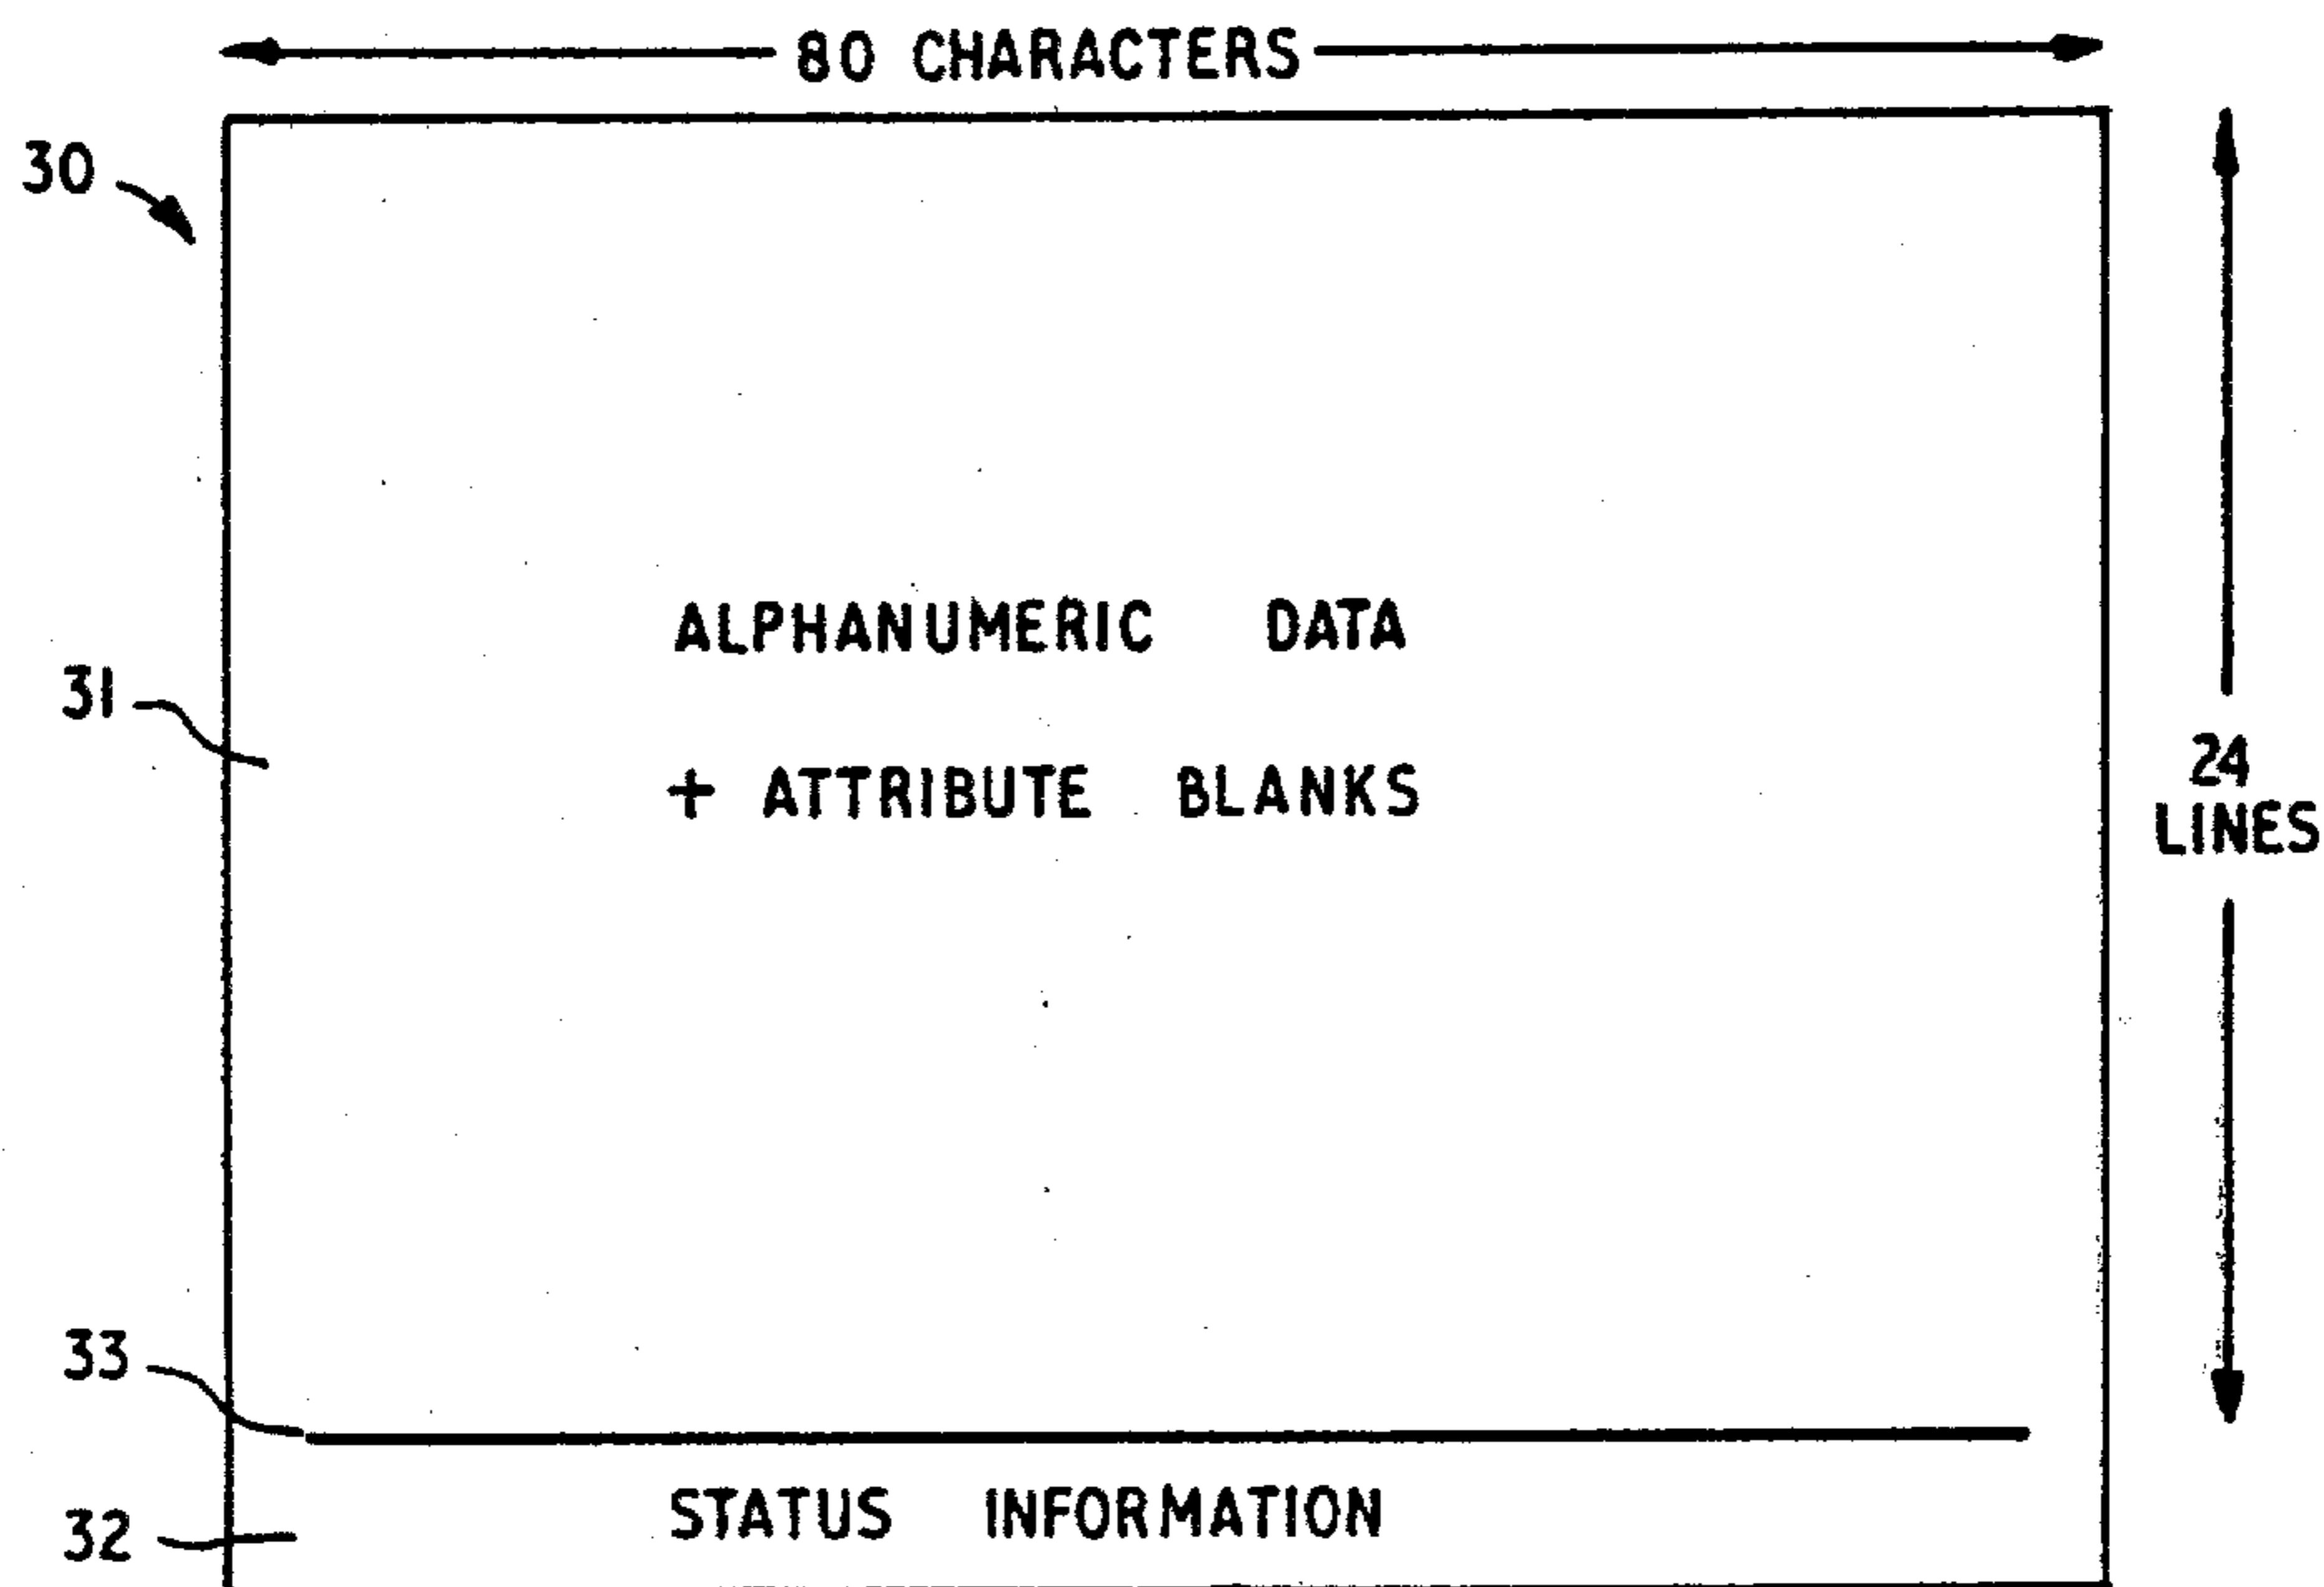 80 CHARACTERS
30
ALPHANUMERIC DATA
31
+ ATTRIBUTE BLANKS
24
LINES
33
STATUS INFORMATION
32